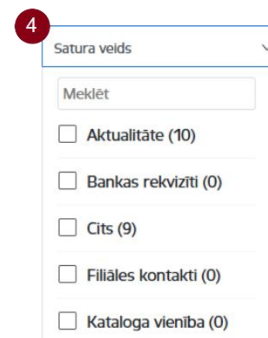 4
Satura veids
Meklēt
Aktualitāte (10)
Bankas rekvizīti (0)
Cits (9)
Filiāles kontakti (0)
Kataloga vienība (0)